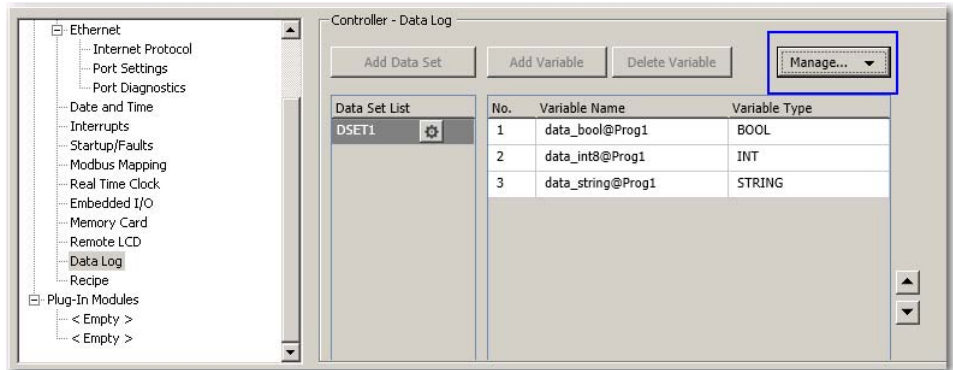 Ethernet
Internet Protocol
Port Settings
Port Diagnostics
Date and Time
Interrupts
Startup/Faults
Modbus Mapping
Real Time Clock
Embedded I/O
Memory Card
Remote LCD
Data Log
Recipe
Plug-In Modules
< Empty >
< Empty >
Controller - Data Log
Add Data Set Add Variable Delete Variable Manage...
Data Set List
DSET1
No. Variable Name Variable Type
1 data_bool@Prog1 BOOL
2 data_int8@Prog1 INT
3 data_string@Prog1 STRING